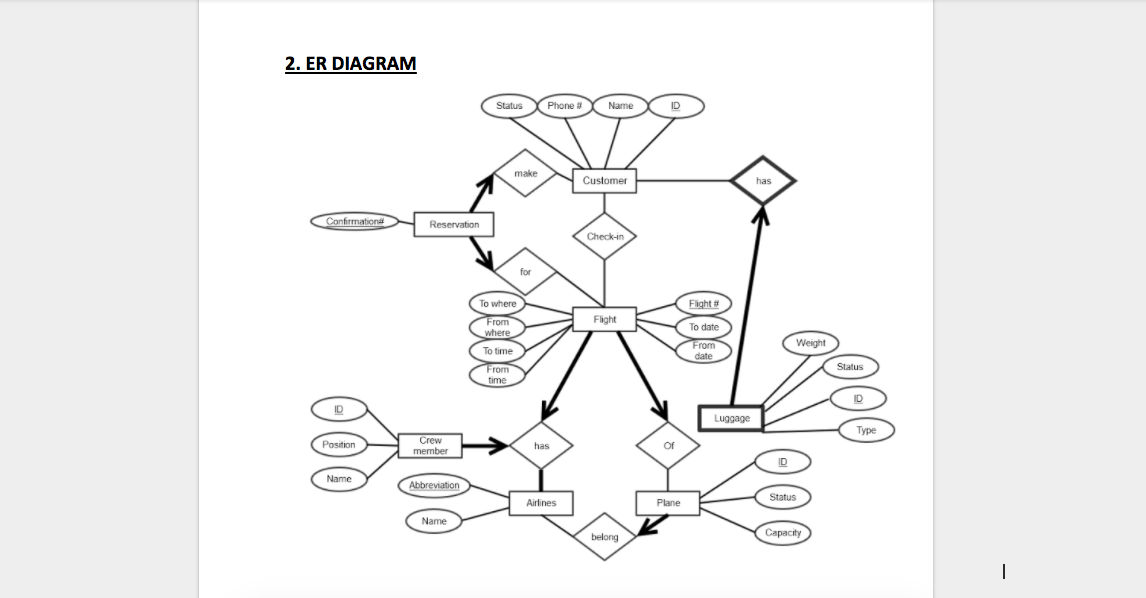 2. ER DIAGRAM
Status
Phone #
Name
ID
make
Customer
has
Confirmation#
Reservation
Check-in
for
To where
From
where
To time
From
time
Flight
Flight #
To date
From
date
Weight
Status
ID
Type
Luggage
ID
Position
Name
Crew
member
has
Of
Abbreviation
Name
Airlines
Plane
belong
ID
Status
Capacity